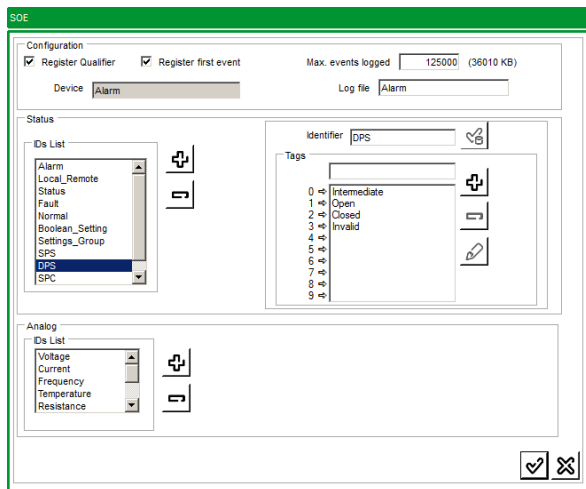 SOE
Configuration
Register Qualifier
Register first event
Max. events logged 125000 (36010 KB)
Device Alarm
Log file Alarm
Status
IDs List
Alarm
Local_Remote
Status
Fault
Normal
Boolean_Setting
Settings_Group
SPS
DPS
SPC
Identifier DPS
Tags
0 ⇨ Intermediate
1 ⇨ Open
2 ⇨ Closed
3 ⇨ Invalid
4 ⇨
5 ⇨
6 ⇨
7 ⇨
8 ⇨
9 ⇨
Analog
IDs List
Voltage
Current
Frequency
Temperature
Resistance